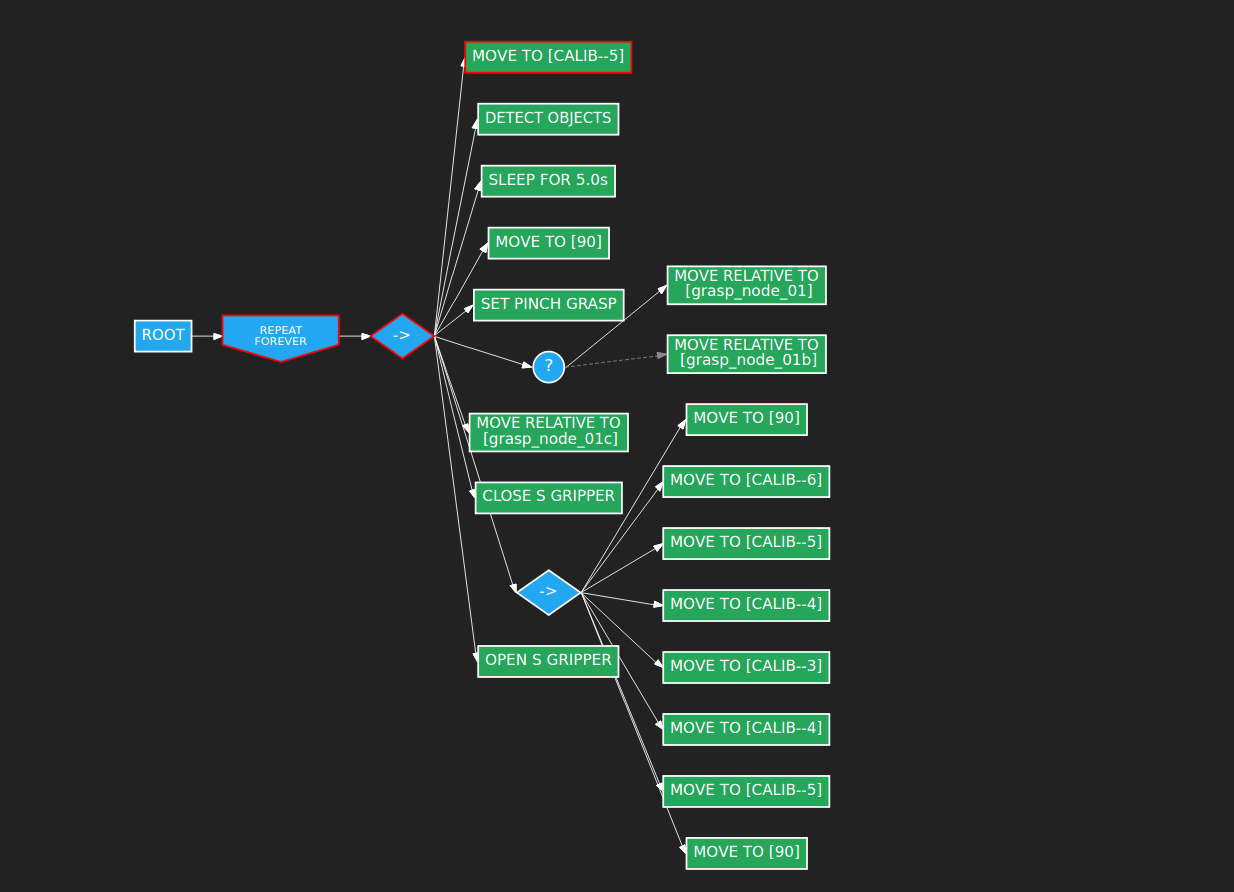 MOVE TO [CALIB--5]
DETECT OBJECTS
SLEEP FOR 5.0s
MOVE TO [90]
SET PINCH GRASP
MOVE RELATIVE TO
[grasp_node_01]
ROOT
REPEAT
FOREVER
->
?
MOVE RELATIVE TO
[grasp_node_01b]
MOVE RELATIVE TO
[grasp_node_01c]
CLOSE S GRIPPER
->
OPEN S GRIPPER
MOVE TO [90]
MOVE TO [CALIB--6]
MOVE TO [CALIB--5]
MOVE TO [CALIB--4]
MOVE TO [CALIB--3]
MOVE TO [CALIB--4]
MOVE TO [CALIB--5]
MOVE TO [90]